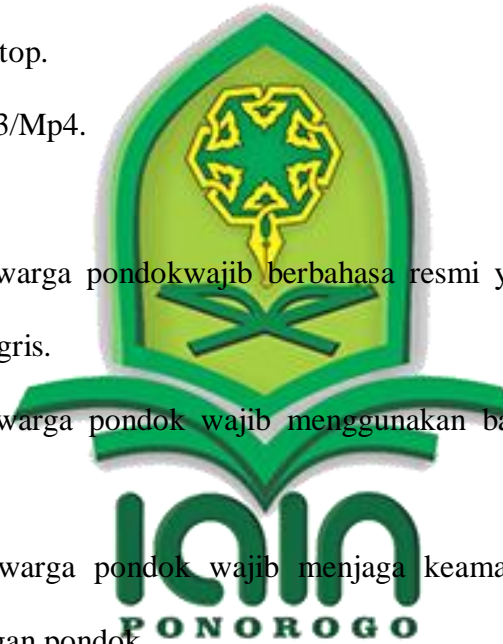 top.
3/Mp4.
warga pondokwajib berbahasa resmi y
gris.
warga pondok wajib menggunakan ba
warga pondok wajib menjaga keama
gan pondok
IAIN
PONOROGO